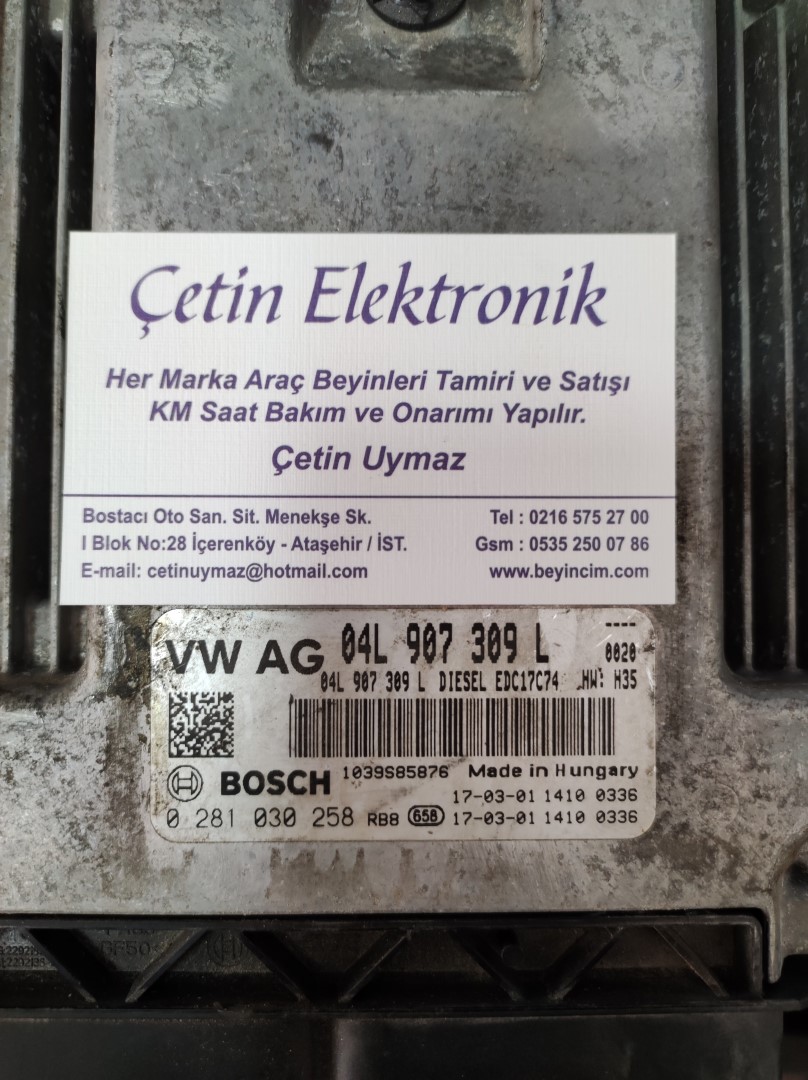 Çetin Elektronik
Her Marka Araç Beyinleri Tamiri ve Satışı
KM Saat Bakım ve Onarımı Yapılır.
Çetin Uymaz
Bostacı Oto San. Sit. Menekşe Sk.
I Blok No:28 İçerenköy - Ataşehir / İST.
E-mail: cetinuymaz@hotmail.com
Tel : 0216 575 27 00
Gsm : 0535 250 07 86
www.beyincim.com
VW AG 04L 907 309 L ----
0020
04L 907 309 L DIESEL EDC17C74 HW: H35
BOSCH 1039S85876 Made in Hungary
17-03-01 1410 0336
0 281 030 258 RB8 658 17-03-01 1410 0336